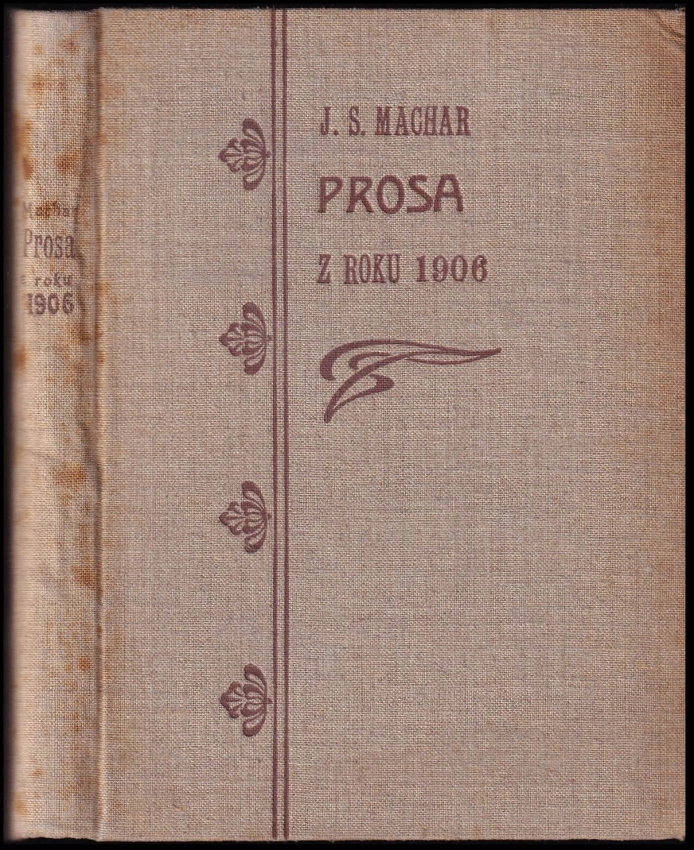 J. S. MACHAR
PROSA
Z ROKU 1906
Machar
Prosa
z roku
1906